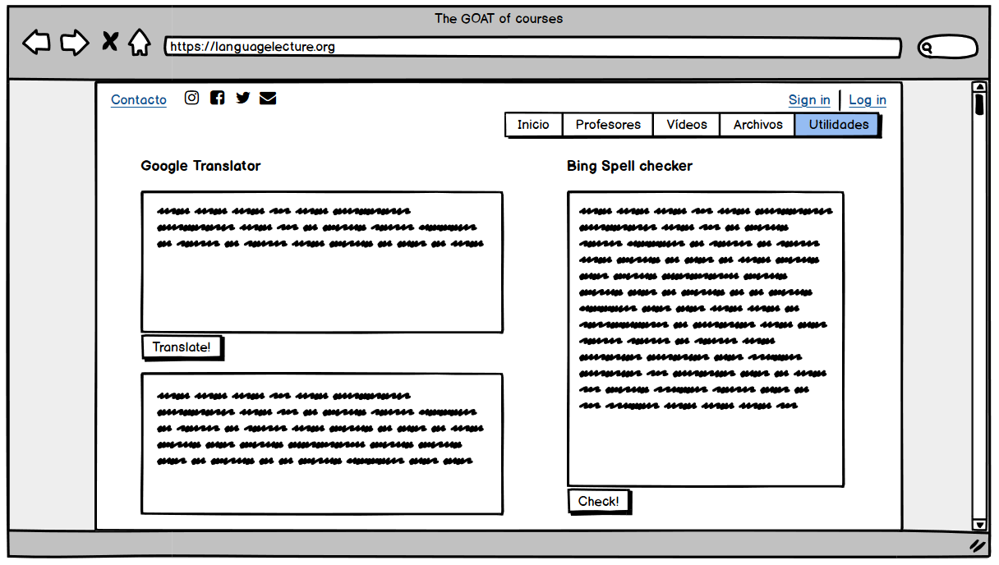 The GOAT of courses
https://languagelecture.org
Contacto
Sign in Log in
Inicio Profesores Vídeos Archivos Utilidades
Google Translator
Bing Spell checker
Translate!
Check!